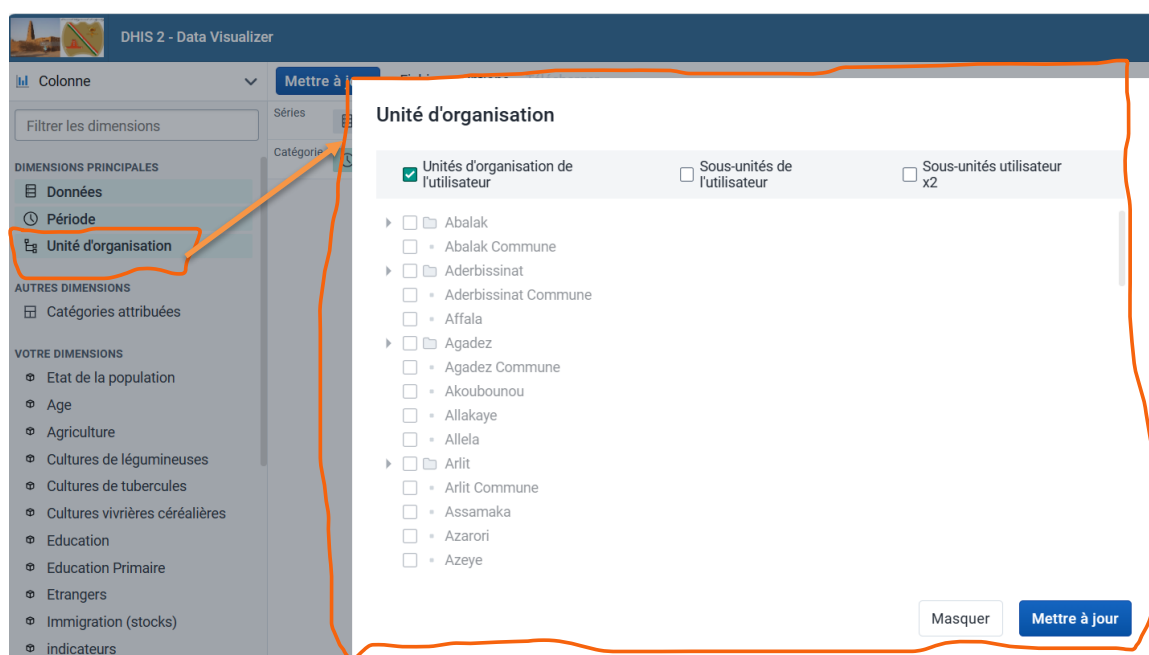 DHIS 2 - Data Visualize
Colonne
Mettre à j
Filtrer les dimensions
Séries
Catégorie
DIMENSIONS PRINCIPALES
Données
Période
Unité d'organisation
AUTRES DIMENSIONS
Catégories attribuées
VOTRE DIMENSIONS
Etat de la population
Age
Agriculture
Cultures de légumineuses
Cultures de tubercules
Cultures vivrières céréalières
Education
Education Primaire
Etrangers
Immigration (stocks)
indicateurs
Unité d'organisation
Unités d'organisation de
l'utilisateur
Sous-unités de
l'utilisateur
Sous-unités utilisateur
x2
Abalak
Abalak Commune
Aderbissinat
Aderbissinat Commune
Affala
Agadez
Agadez Commune
Akoubounou
Allakaye
Allela
Arlit
Arlit Commune
Assamaka
Azarori
Azeye
Masquer
Mettre à jour